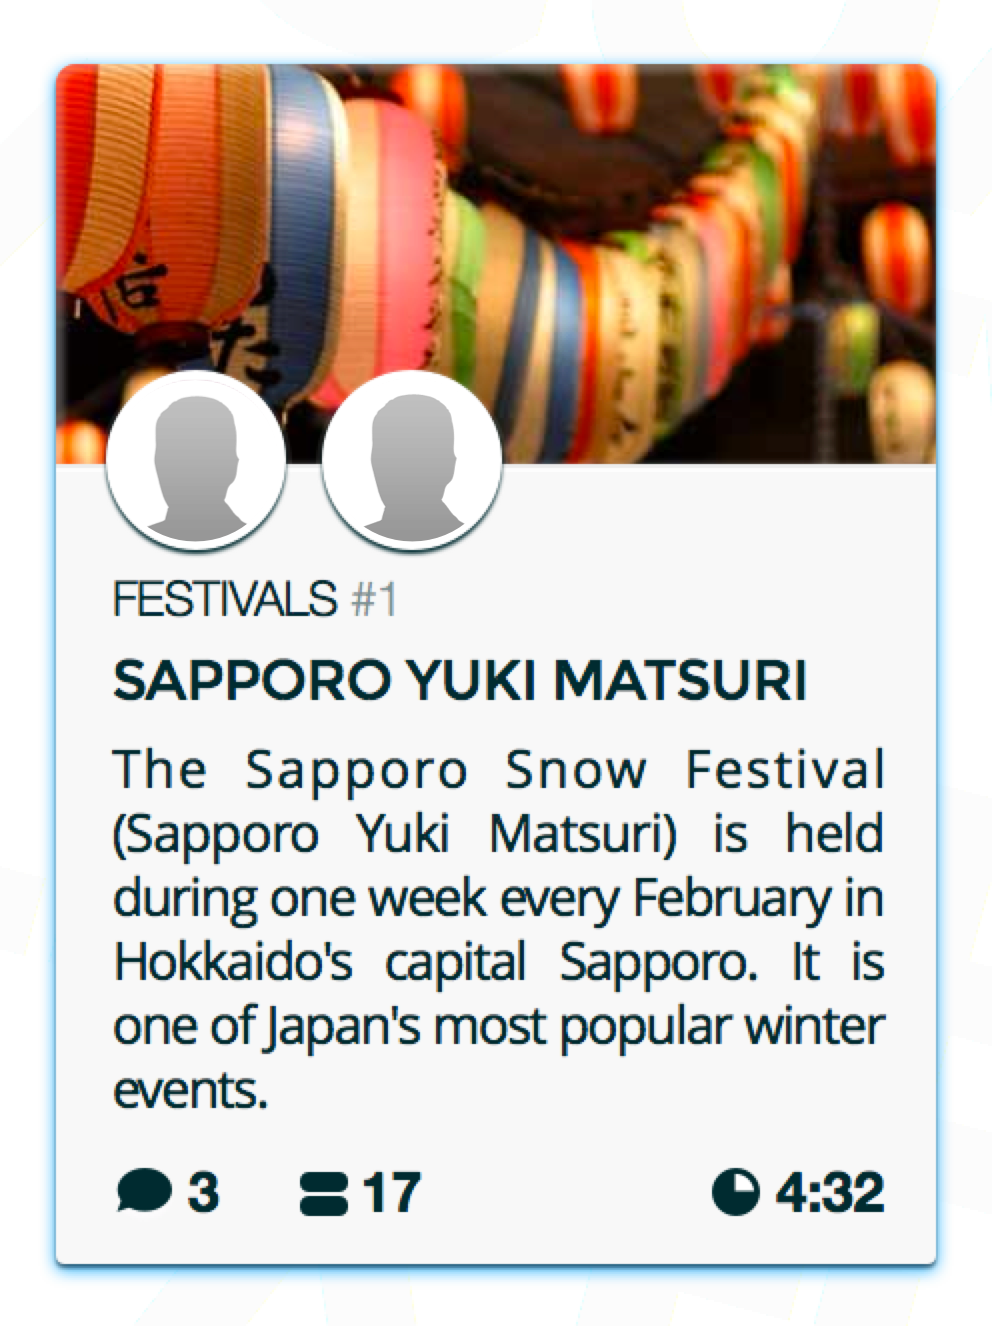 FESTIVALS #1
SAPPORO YUKI MATSURI
The Sapporo Snow Festival
(Sapporo Yuki Matsuri) is held
during one week every February in
Hokkaido's capital Sapporo. It is
one of Japan's most popular winter
events.
3 17 4:32